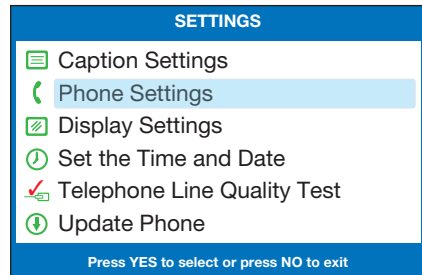 SETTINGS
Caption Settings
Phone Settings
Display Settings
Set the Time and Date
Telephone Line Quality Test
Update Phone
Press YES to select or press NO to exit